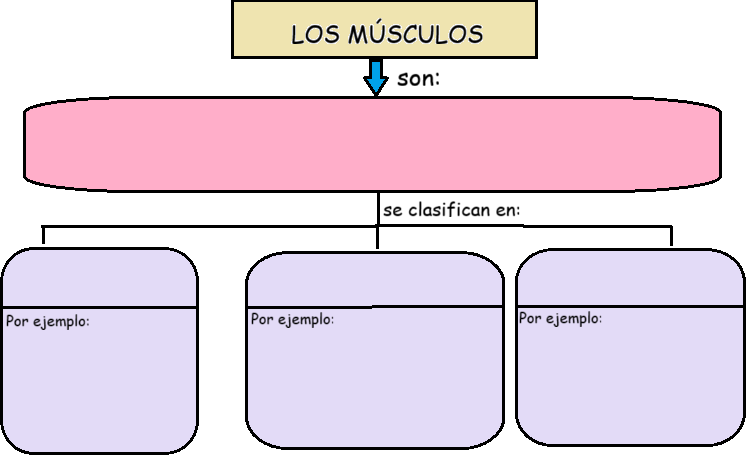 LOS MÚSCULOS
son:
se clasifican en:
Por ejemplo:
Por ejemplo:
Por ejemplo: